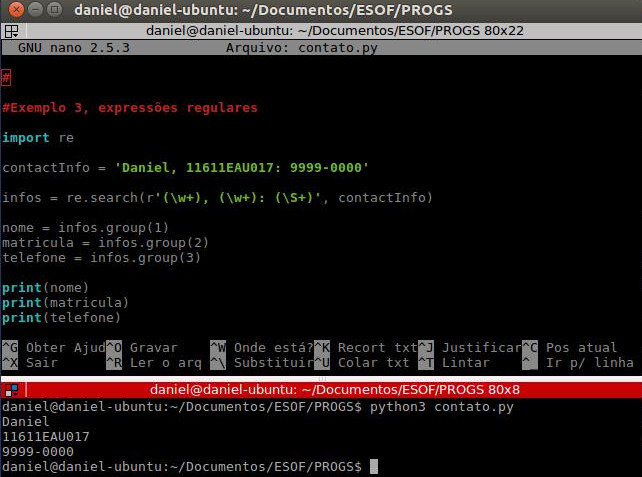 daniel@daniel-ubuntu: ~/Documentos/ESOF/PROGS
daniel@daniel-ubuntu: ~/Documentos/ESOF/PROGS 80x22
GNU nano 2.5.3 Arquivo: contato.py
#
#Exemplo 3, expressões regulares
import re
contactInfo = 'Daniel, 11611EAU017: 9999-0000'
infos = re.search(r'(\w+), (\w+): (\S+)', contactInfo)
nome = infos.group(1)
matricula = infos.group(2)
telefone = infos.group(3)
print(nome)
print(matricula)
print(telefone)
^G Obter Ajud^O Gravar ^W Onde está?^K Recort txt^J Justificar^C Pos atual
^X Sair ^R Ler o arq ^\ Substituir^U Colar txt ^T Lintar ^_ Ir p/ linha
daniel@daniel-ubuntu: ~/Documentos/ESOF/PROGS 80x8
daniel@daniel-ubuntu:~/Documentos/ESOF/PROGS$ python3 contato.py
Daniel
11611EAU017
9999-0000
daniel@daniel-ubuntu:~/Documentos/ESOF/PROGS$